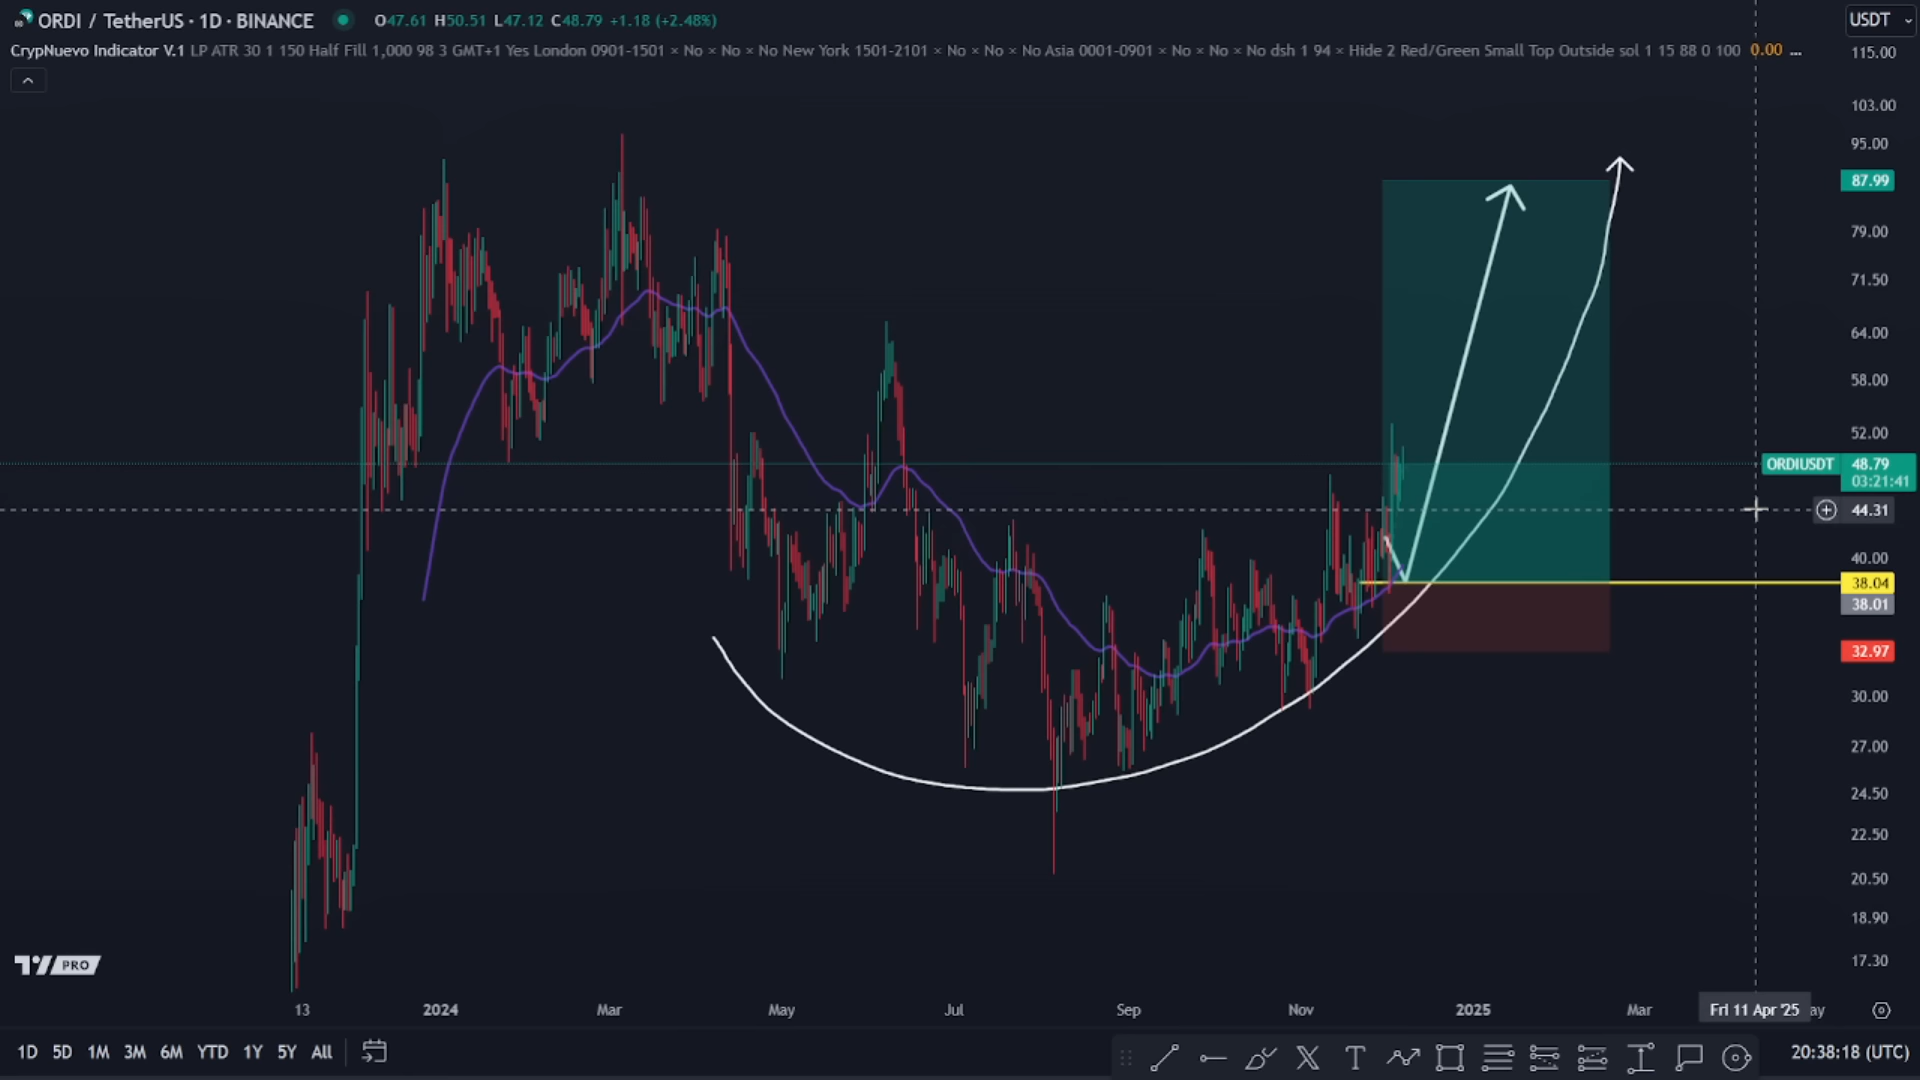 ORDI / TetherUS · 1D · BINANCE O47.61 H50.51 L47.12 C48.79 +1.18 (+2.48%)
USDT
CrypNuevo Indicator V.1 LP ATR 30 1 150 Half Fill 1,000 98 3 GMT+1 Yes London 0901-1501 × No × No × No New York 1501-2101 × No × No × No Asia 0001-0901 × No × No × No dsh 1 94 × Hide 2 Red/Green Small Top Outside sol 1 15 88 0 100 0.00 ...
115.00
103.00
95.00
87.99
79.00
71.50
64.00
58.00
52.00
ORDIUSDT 48.79
03:21:41
44.31
40.00
38.04
38.01
32.97
30.00
27.00
24.50
22.50
20.50
18.90
17.30
PRO
13 2024 Mar May Jul Sep Nov 2025 Mar Fri 11 Apr '25 ay
1D 5D 1M 3M 6M YTD 1Y 5Y All
20:38:18 (UTC)